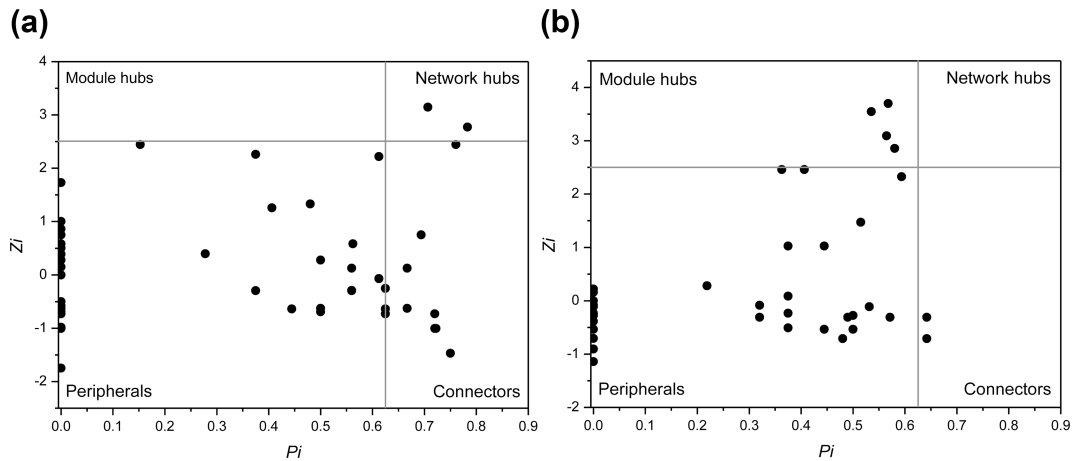 (a)
Module hubs
Network hubs
Peripherals
Connectors
4
3
2
1
0
-1
-2
Zi
0.0 0.1 0.2 0.3 0.4 0.5 0.6 0.7 0.8 0.9
Pi
(b)
Module hubs
Network hubs
Peripherals
Connectors
4
3
2
1
0
-1
-2
Zi
0.0 0.1 0.2 0.3 0.4 0.5 0.6 0.7 0.8 0.9
Pi